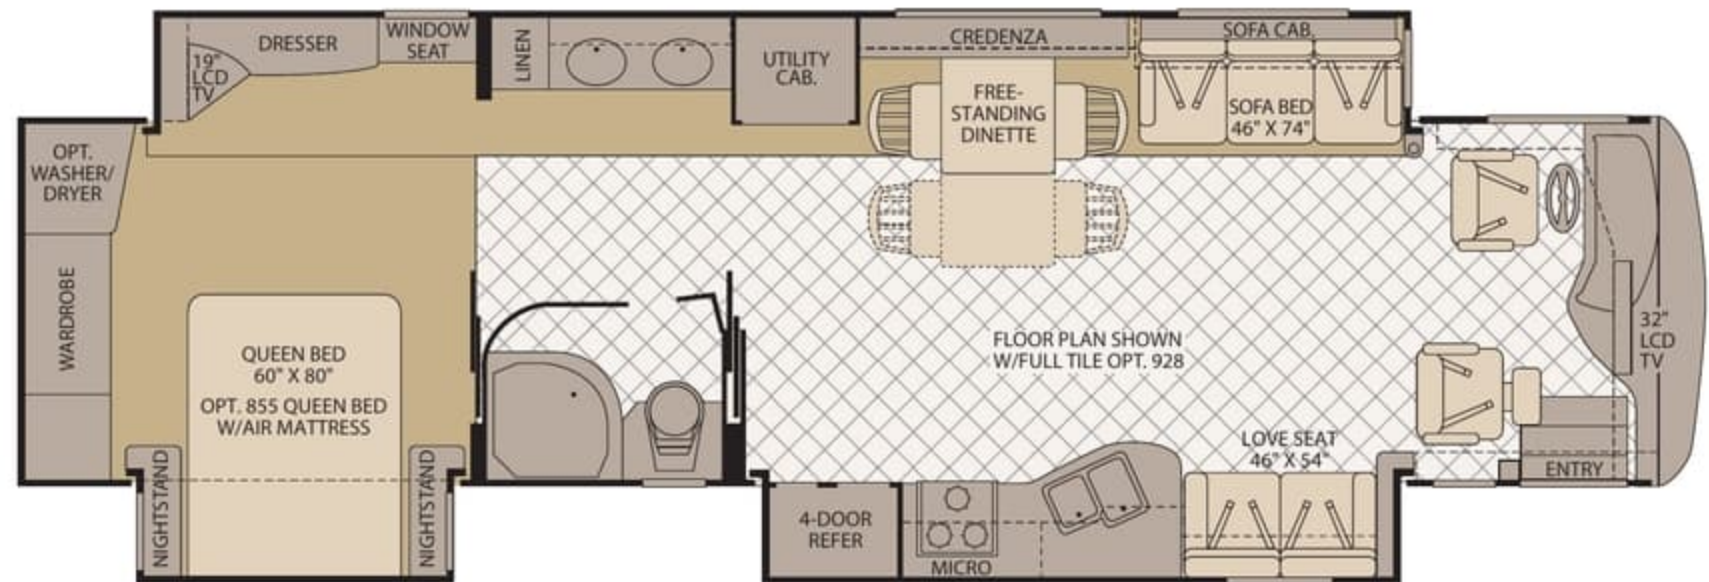 19"
LCD
TV
DRESSER
WINDOW
SEAT
LINEN
UTILITY
CAB.
CREDENZA
SOFA CAB.
FREE-
STANDING
DINETTE
SOFA BED
46" X 74"
OPT.
WASHER/
DRYER
WARDROBE
QUEEN BED
60" X 80"
OPT. 855 QUEEN BED
W/AIR MATTRESS
NIGHTSTAND
NIGHTSTAND
FLOOR PLAN SHOWN
W/FULL TILE OPT. 928
32"
LCD
TV
LOVE SEAT
46" X 54"
ENTRY
4-DOOR
REFER
MICRO